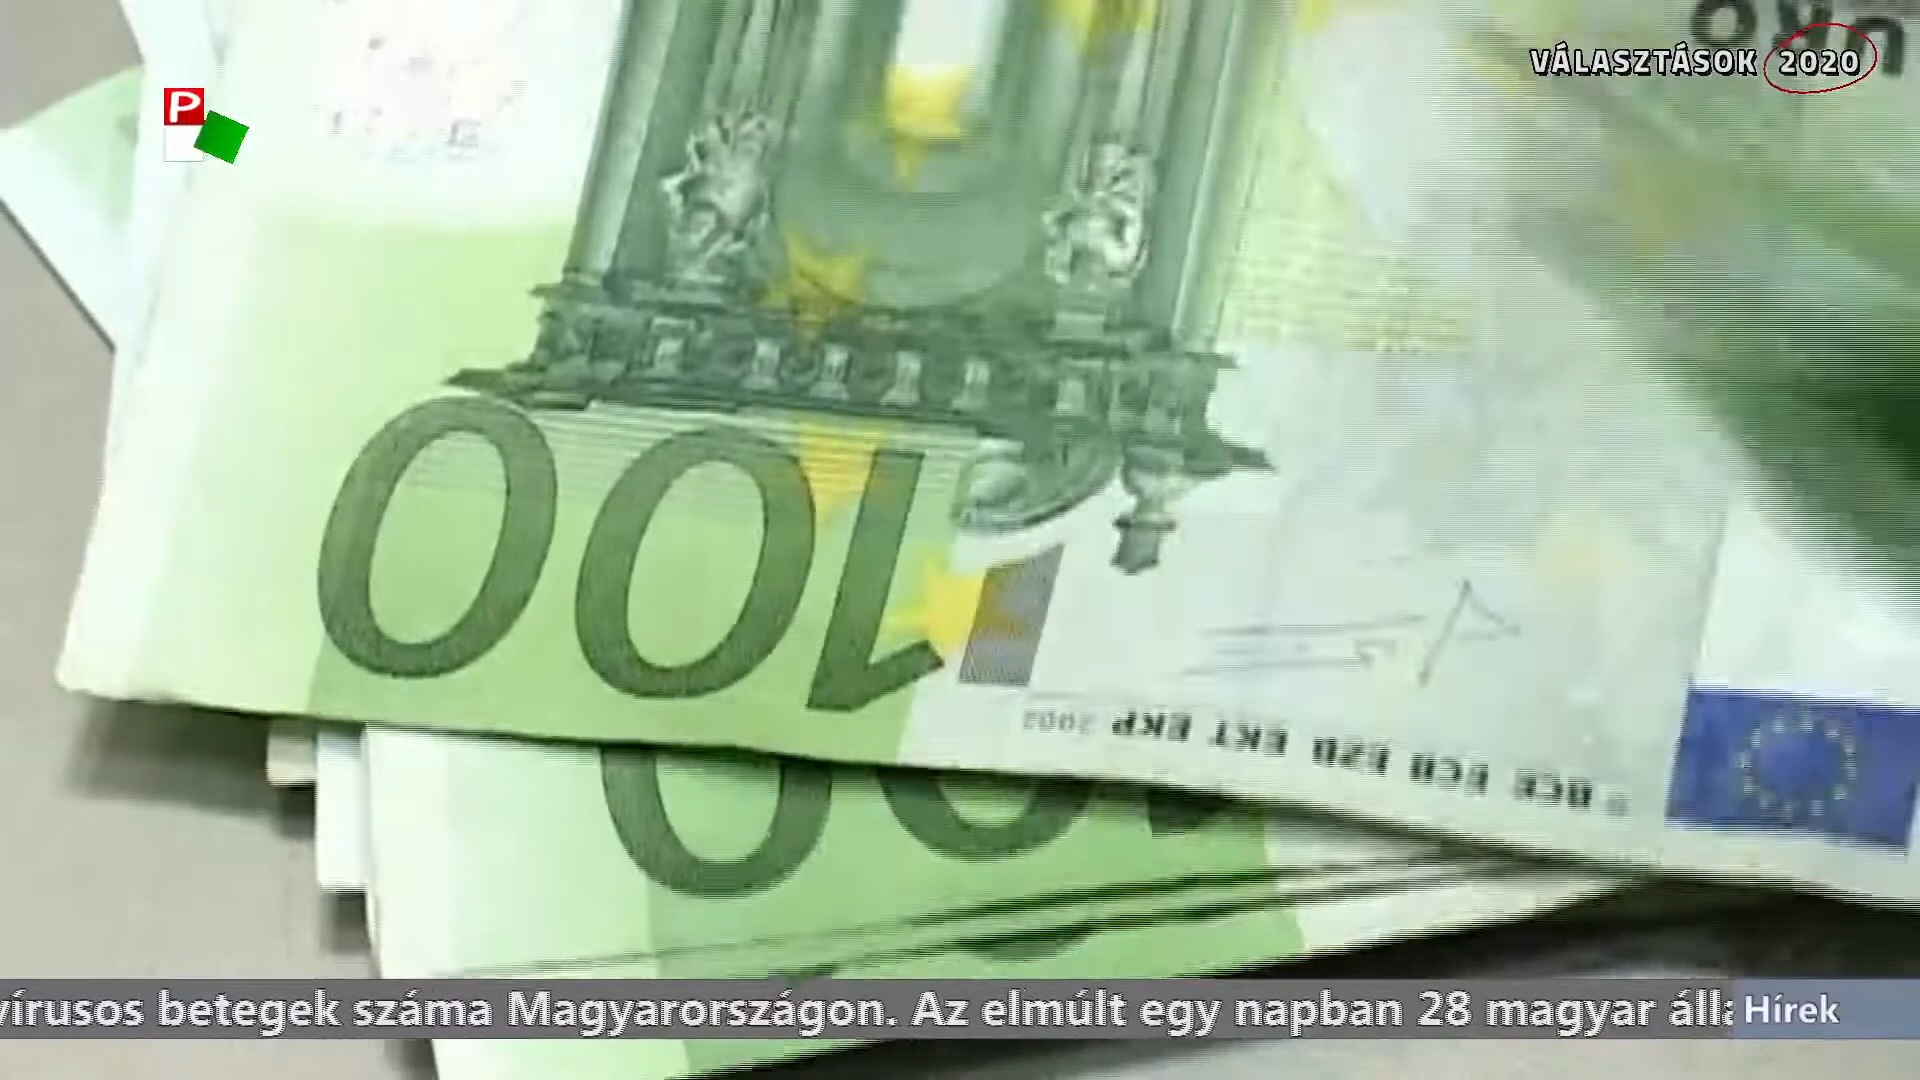 VÁLASZTÁSOK 2020
P
100
BCE ECB EZB EKT EKP 2002
vírusos betegek száma Magyarországon. Az elmúlt egy napban 28 magyar álla
Hírek